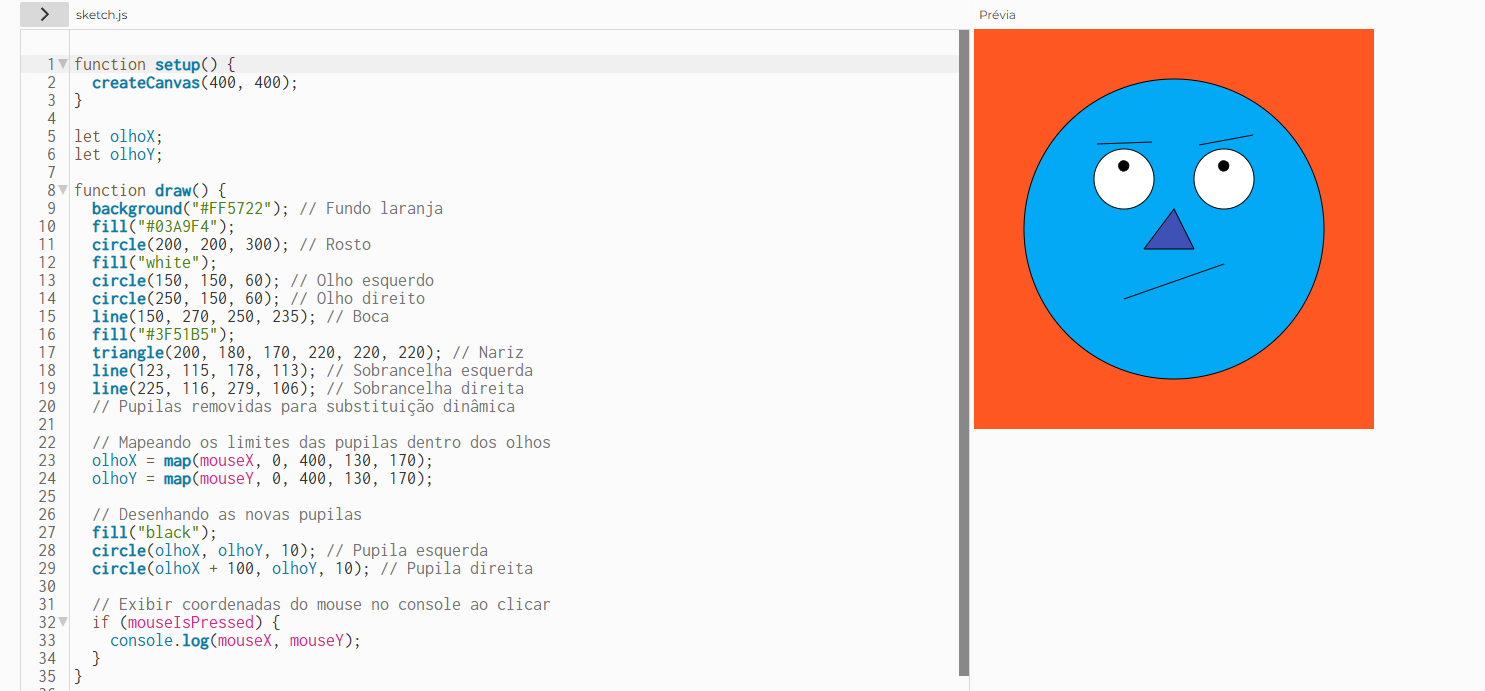 sketch.js
Prévia
1 function setup() {
2 createCanvas(400, 400);
3 }
4
5 let olhoX;
6 let olhoY;
7
8 function draw() {
9 background("#FF5722"); // Fundo laranja
10 fill("#03A9F4");
11 circle(200, 200, 300); // Rosto
12 fill("white");
13 circle(150, 150, 60); // Olho esquerdo
14 circle(250, 150, 60); // Olho direito
15 line(150, 270, 250, 235); // Boca
16 fill("#3F51B5");
17 triangle(200, 180, 170, 220, 220, 220); // Nariz
18 line(123, 115, 178, 113); // Sobrancelha esquerda
19 line(225, 116, 279, 106); // Sobrancelha direita
20 // Pupilas removidas para substituição dinâmica
21
22 // Mapeando os limites das pupilas dentro dos olhos
23 olhoX = map(mouseX, 0, 400, 130, 170);
24 olhoY = map(mouseY, 0, 400, 130, 170);
25
26 // Desenhando as novas pupilas
27 fill("black");
28 circle(olhoX, olhoY, 10); // Pupila esquerda
29 circle(olhoX + 100, olhoY, 10); // Pupila direita
30
31 // Exibir coordenadas do mouse no console ao clicar
32 if (mouseIsPressed) {
33 console.log(mouseX, mouseY);
34 }
35 }